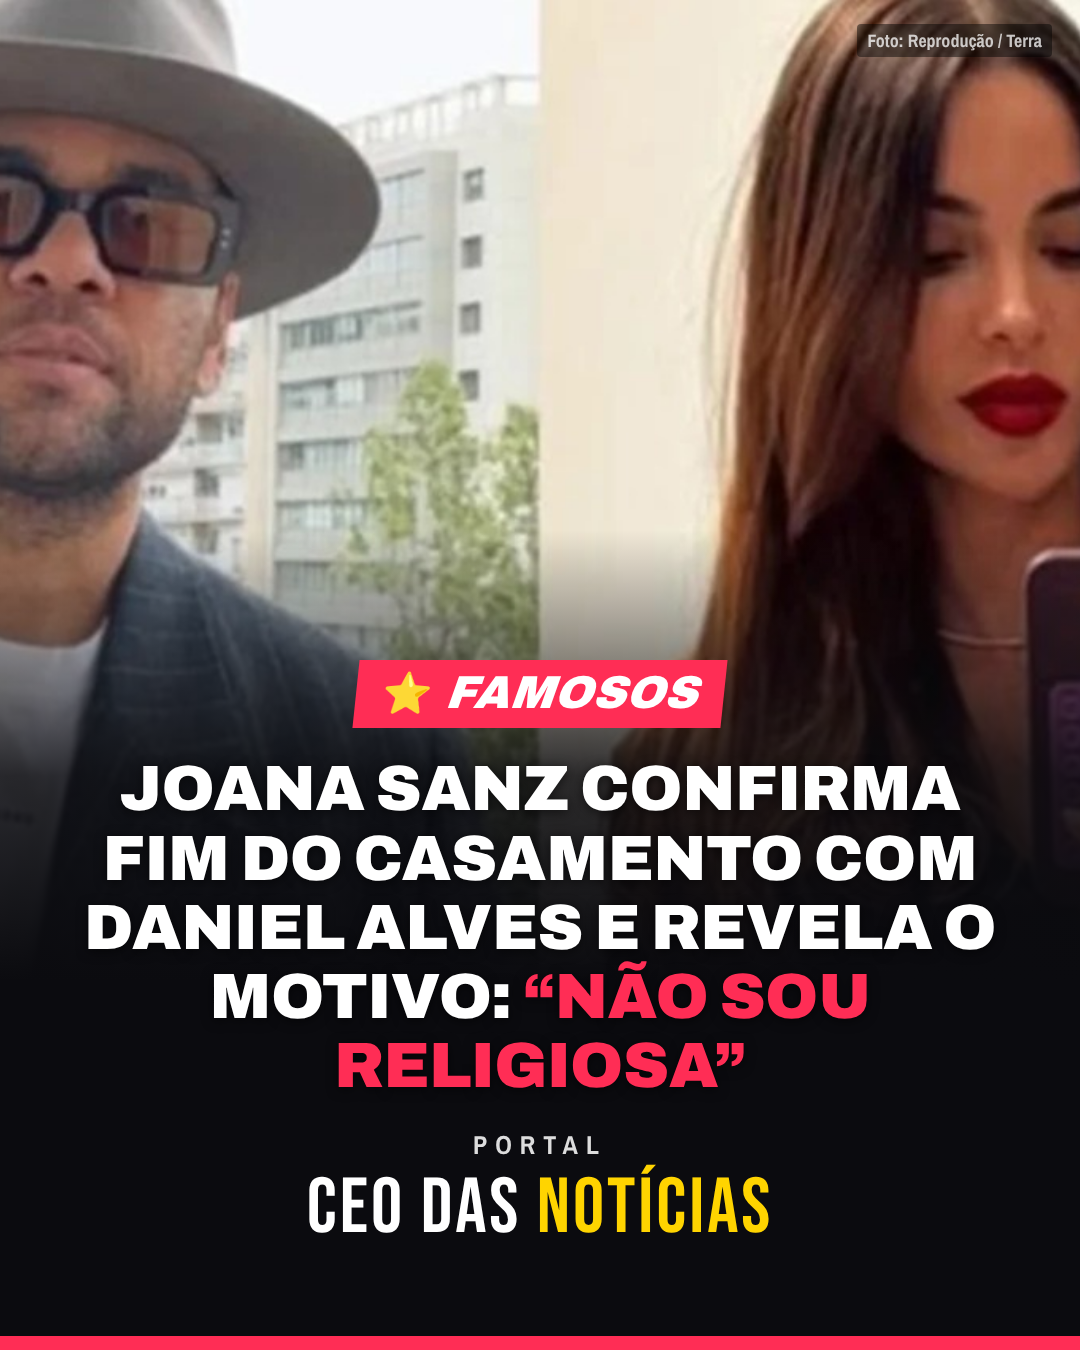 Foto: Reprodução / Terra
⭐ FAMOSOS
JOANA SANZ CONFIRMA
FIM DO CASAMENTO COM
DANIEL ALVES E REVELA O
MOTIVO: “NÃO SOU
RELIGIOSA”
PORTAL
CEO DAS NOTÍCIAS